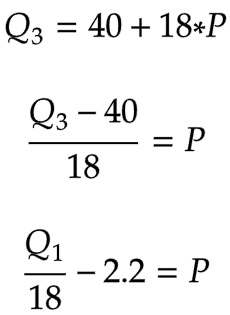 Q₃ = 40 + 18*P
(Q₃ − 40)/18 = P
Q₁/18 − 2.2 = P